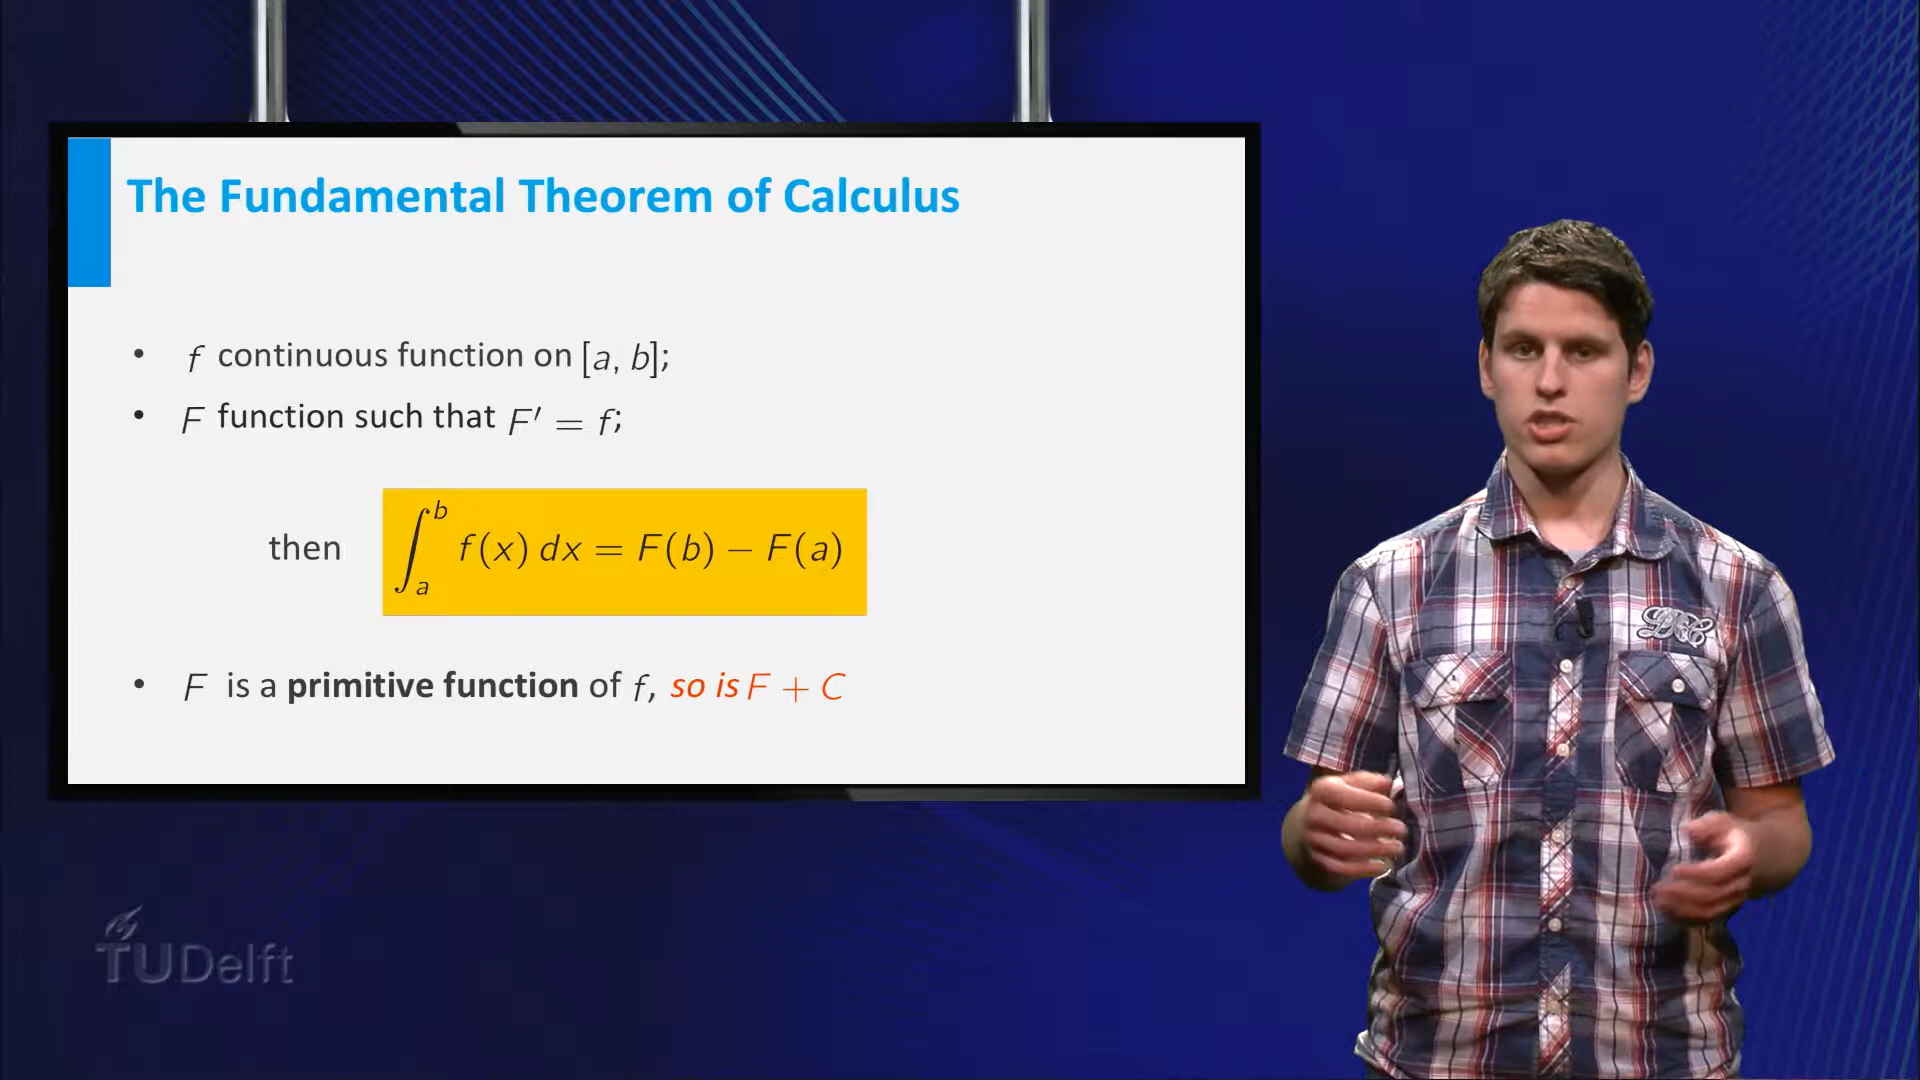 The Fundamental Theorem of Calculus
• f continuous function on [a, b];
• F function such that F′ = f;
then ∫_a^b f(x) dx = F(b) − F(a)
• F is a primitive function of f, so is F + C
TUDelft